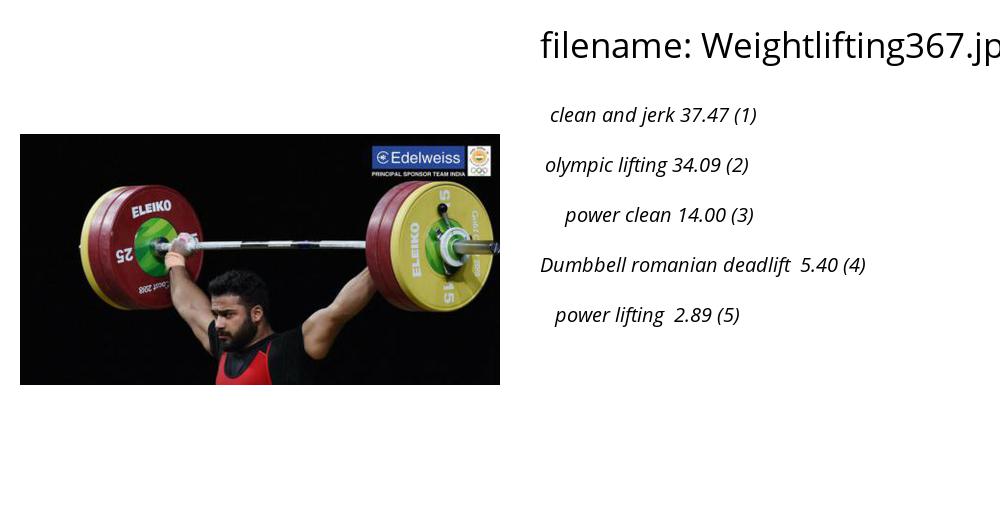 filename: Weightlifting367.jp
clean and jerk 37.47 (1)
olympic lifting 34.09 (2)
power clean 14.00 (3)
Dumbbell romanian deadlift 5.40 (4)
power lifting 2.89 (5)
Edelweiss
PRINCIPAL SPONSOR TEAM INDIA
ELEIKO
25
ELEIKO
15